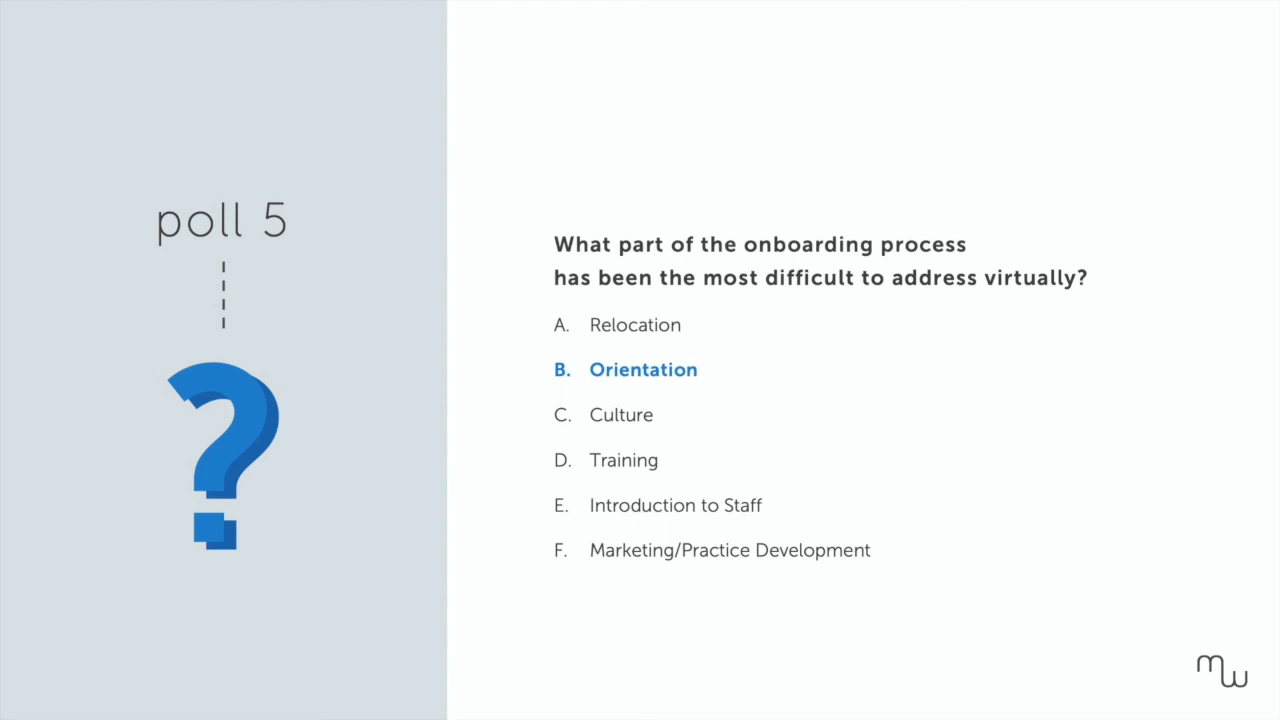 poll 5
?
What part of the onboarding process
has been the most difficult to address virtually?
A. Relocation
B. Orientation
C. Culture
D. Training
E. Introduction to Staff
F. Marketing/Practice Development
mw